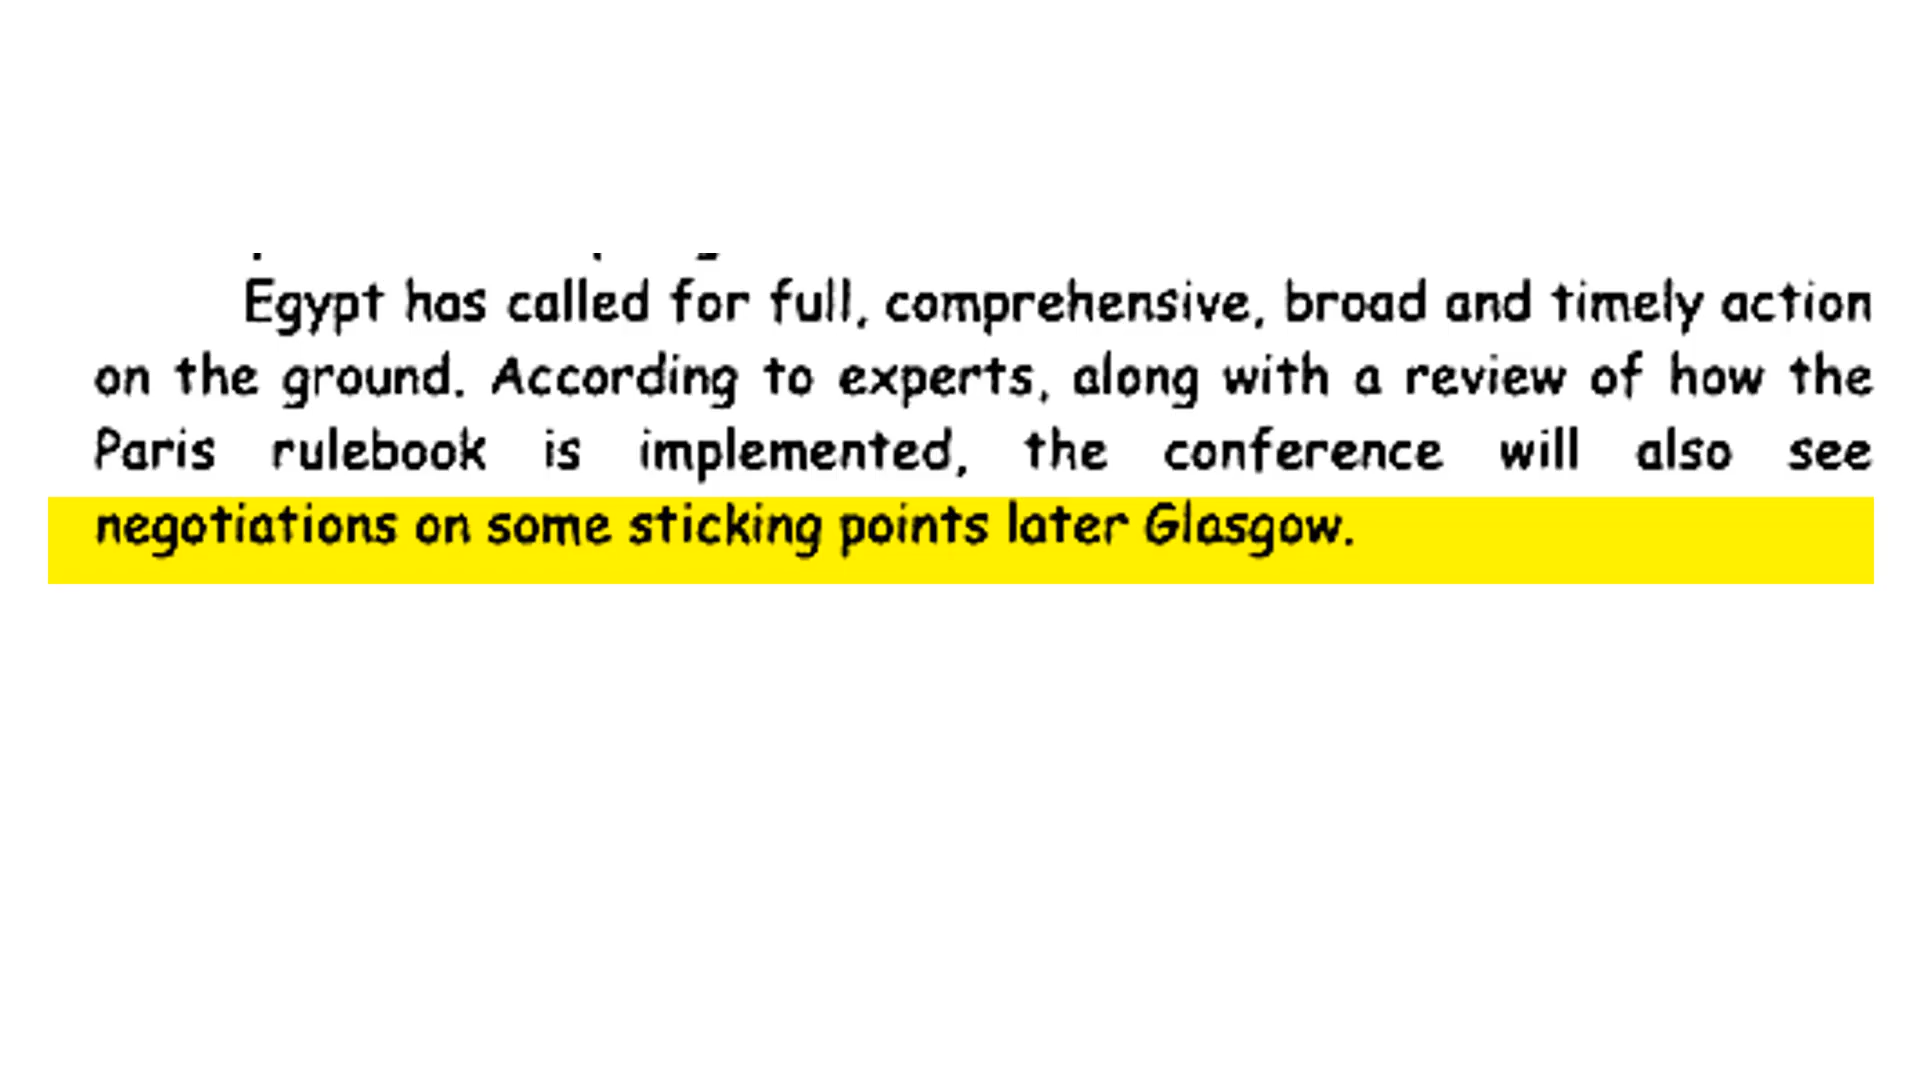 Egypt has called for full, comprehensive, broad and timely action
on the ground. According to experts, along with a review of how the
Paris rulebook is implemented, the conference will also see
negotiations on some sticking points later Glasgow.